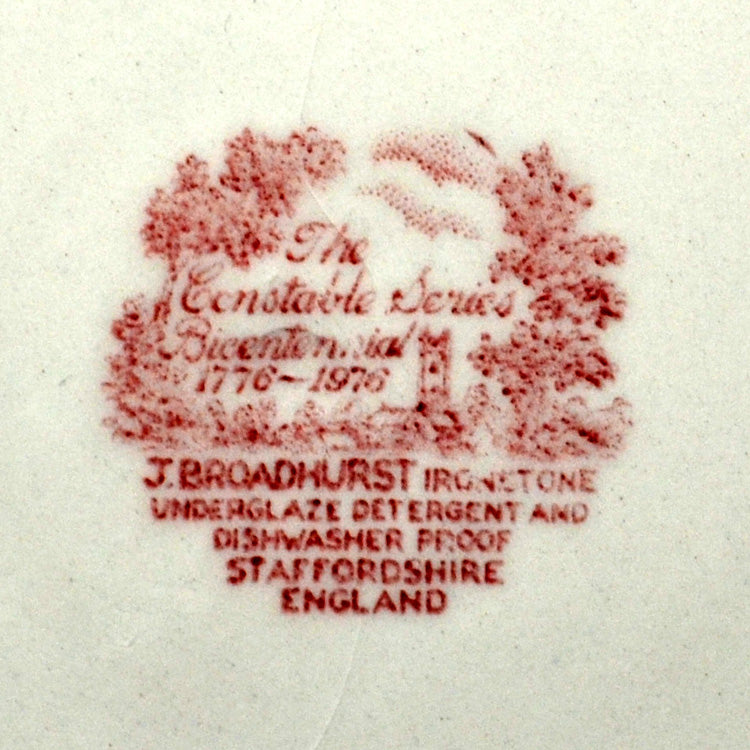 The
Constable Series
Bicentennial
1776-1976
J. BROADHURST IRONSTONE
UNDERGLAZE DETERGENT AND
DISHWASHER PROOF
STAFFORDSHIRE
ENGLAND